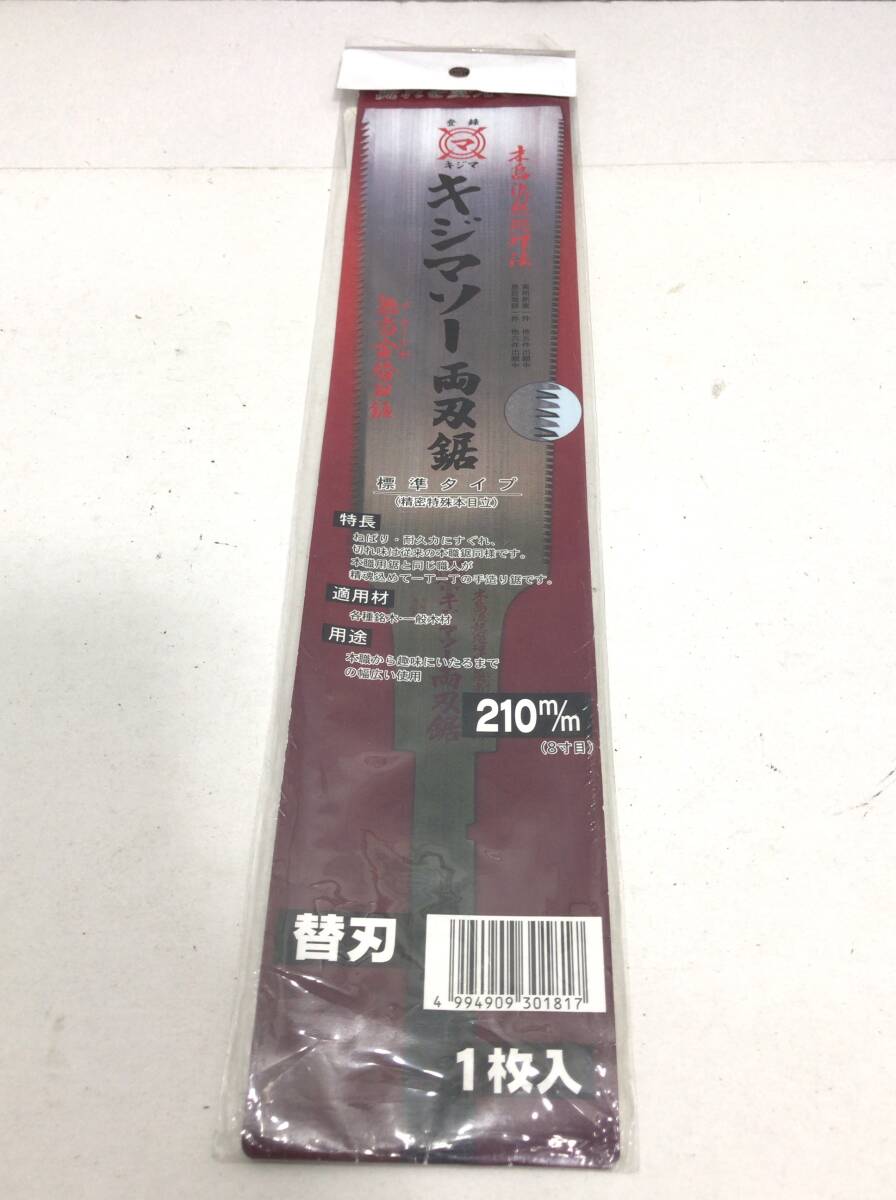 登録
マ
キジマ
キジマソー両刃鋸
標準タイプ
(精密特殊本目立)
特長
ねばり・耐久力にすぐれ、
切れ味は従来の本職鋸同様です。
本職用鋸と同じ職人が
精魂込めて一丁一丁の手造り鋸です。
適用材
各種銘木・一般木材
用途
本職から趣味にいたるまで
の幅広い使用
両刃鋸
210m/m
(8寸目)
替刃
4 994909 301817
1枚入